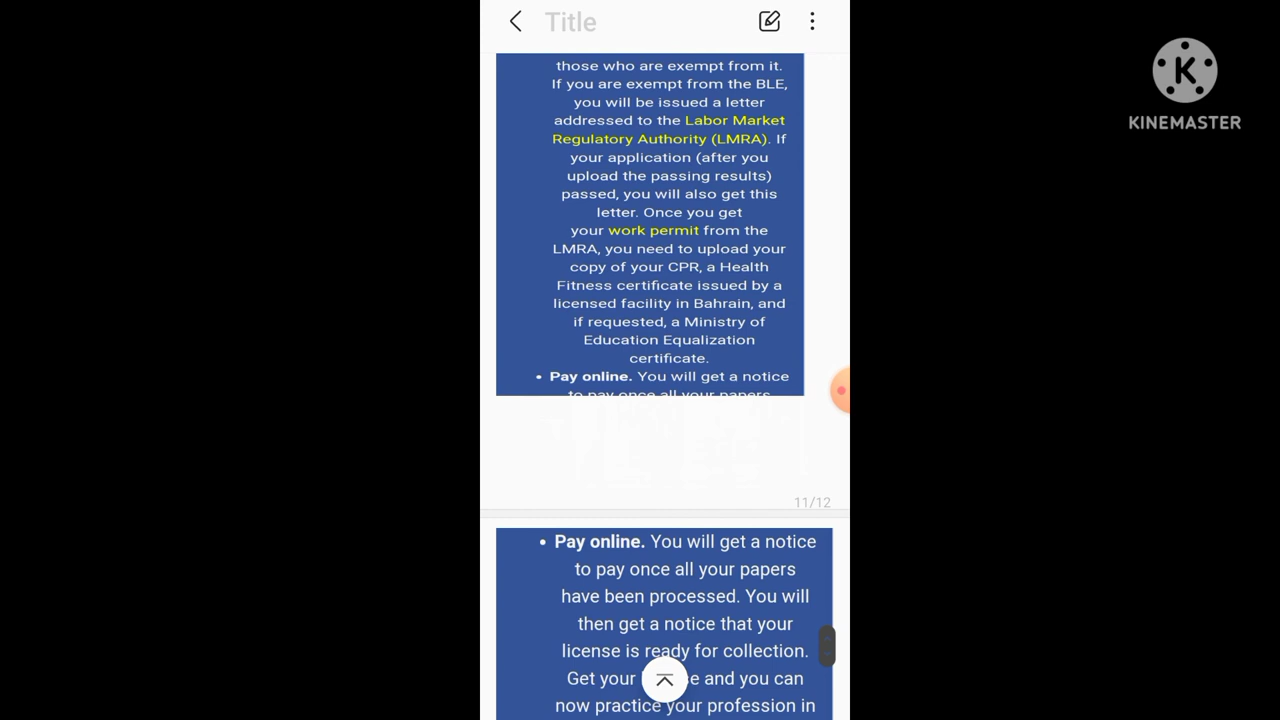 Title
those who are exempt from it.
If you are exempt from the BLE,
you will be issued a letter
addressed to the Labor Market
Regulatory Authority (LMRA). If
your application (after you
upload the passing results)
passed, you will also get this
letter. Once you get
your work permit from the
LMRA, you need to upload your
copy of your CPR, a Health
Fitness certificate issued by a
licensed facility in Bahrain, and
if requested, a Ministry of
Education Equalization
certificate.
• Pay online. You will get a notice
to pay once all your papers
11/12
• Pay online. You will get a notice
to pay once all your papers
have been processed. You will
then get a notice that your
license is ready for collection.
Get your and you can
now practice your profession in
K
KINEMASTER